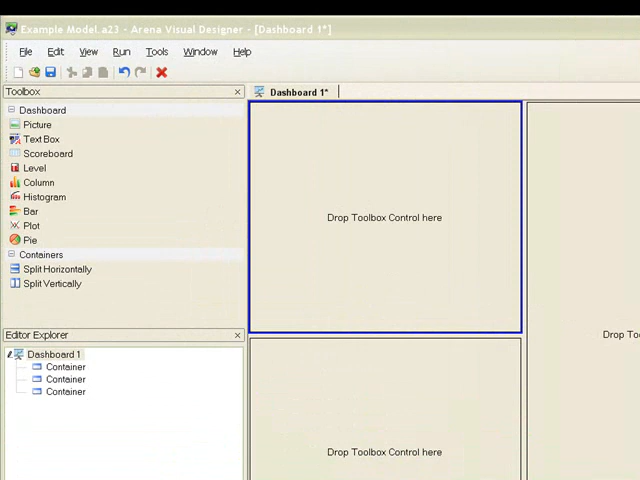 Example Model.a23 - Arena Visual Designer - [Dashboard 1*]
File Edit View Run Tools Window Help
Toolbox
Dashboard 1*
Dashboard
Picture
Text Box
Scoreboard
Level
Column
Histogram
Bar
Plot
Pie
Containers
Split Horizontally
Split Vertically
Drop Toolbox Control here
Editor Explorer
Dashboard 1
Container
Container
Container
Drop Toolbox Control here
Drop Too